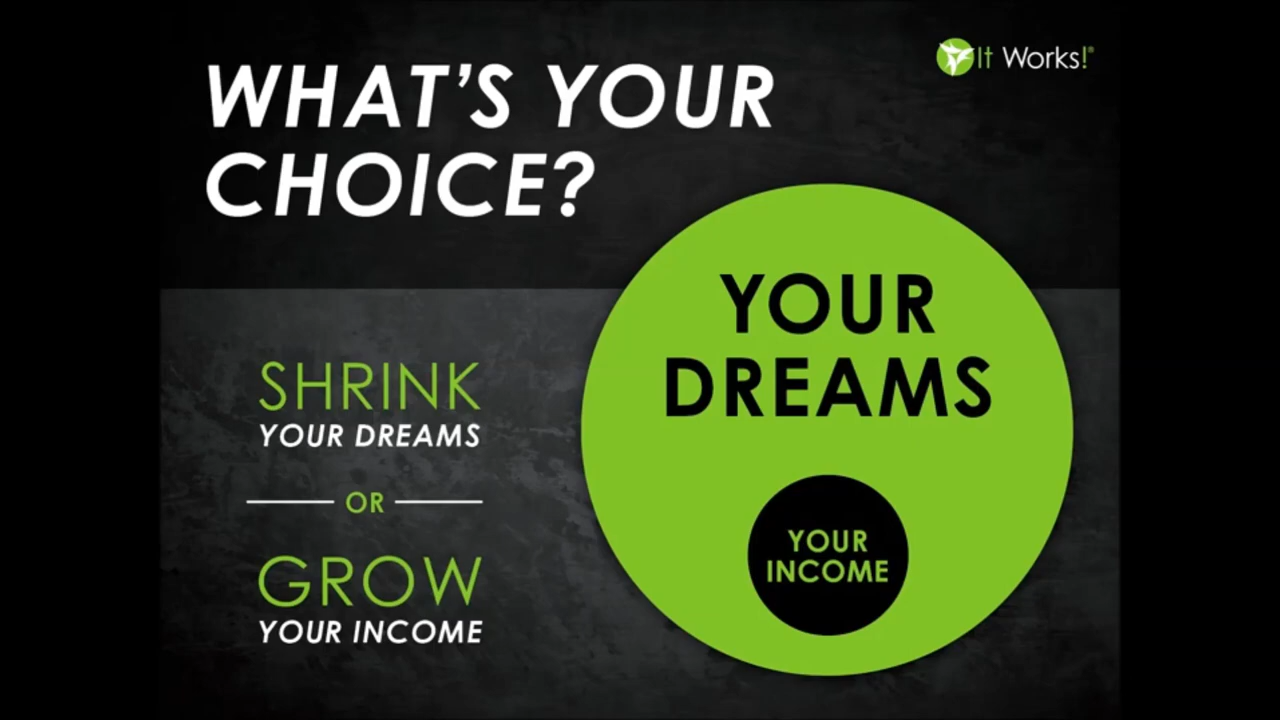 It Works!®
WHAT'S YOUR
CHOICE?
SHRINK
YOUR DREAMS
OR
GROW
YOUR INCOME
YOUR
DREAMS
YOUR
INCOME